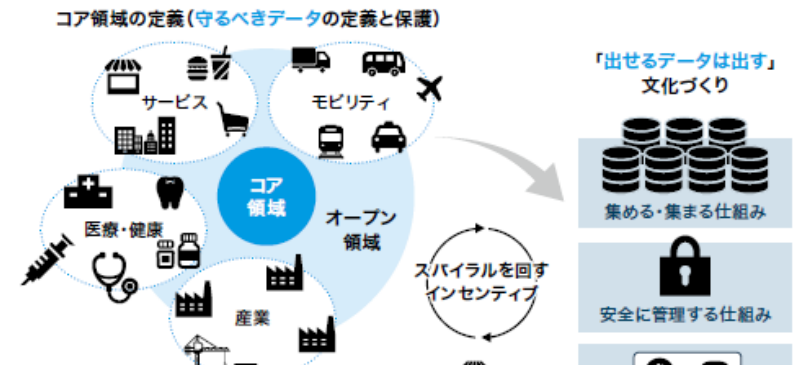 コア領域の定義(守るべきデータの定義と保護)
サービス
モビリティ
コア
領域
医療・健康
オープン
領域
産業
スパイラルを回す
インセンティブ
「出せるデータは出す」
文化づくり
集める・集まる仕組み
安全に管理する仕組み